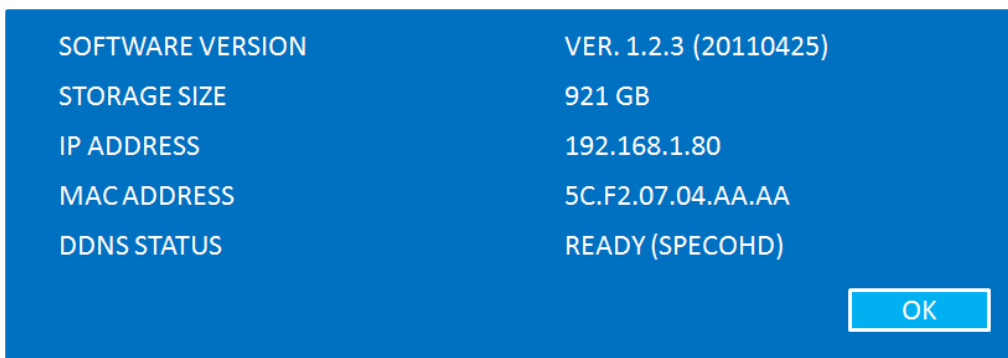 SOFTWARE VERSION VER. 1.2.3 (20110425)
STORAGE SIZE 921 GB
IP ADDRESS 192.168.1.80
MAC ADDRESS 5C.F2.07.04.AA.AA
DDNS STATUS READY (SPECOHD)
OK